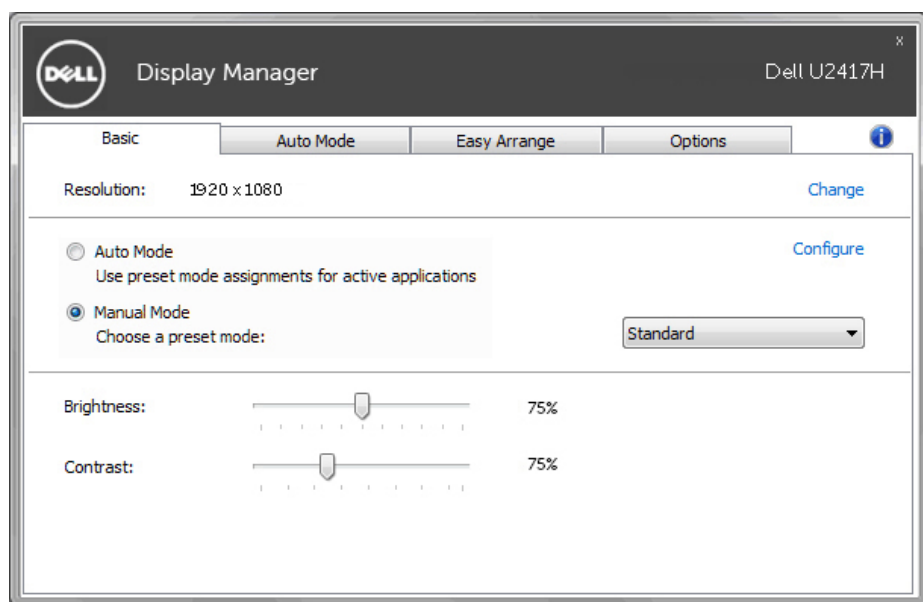 x
DELL Display Manager Dell U2417H
Basic Auto Mode Easy Arrange Options i
Resolution: 1920 x 1080 Change
Auto Mode Configure
Use preset mode assignments for active applications
Manual Mode
Choose a preset mode: Standard
Brightness: 75%
Contrast: 75%